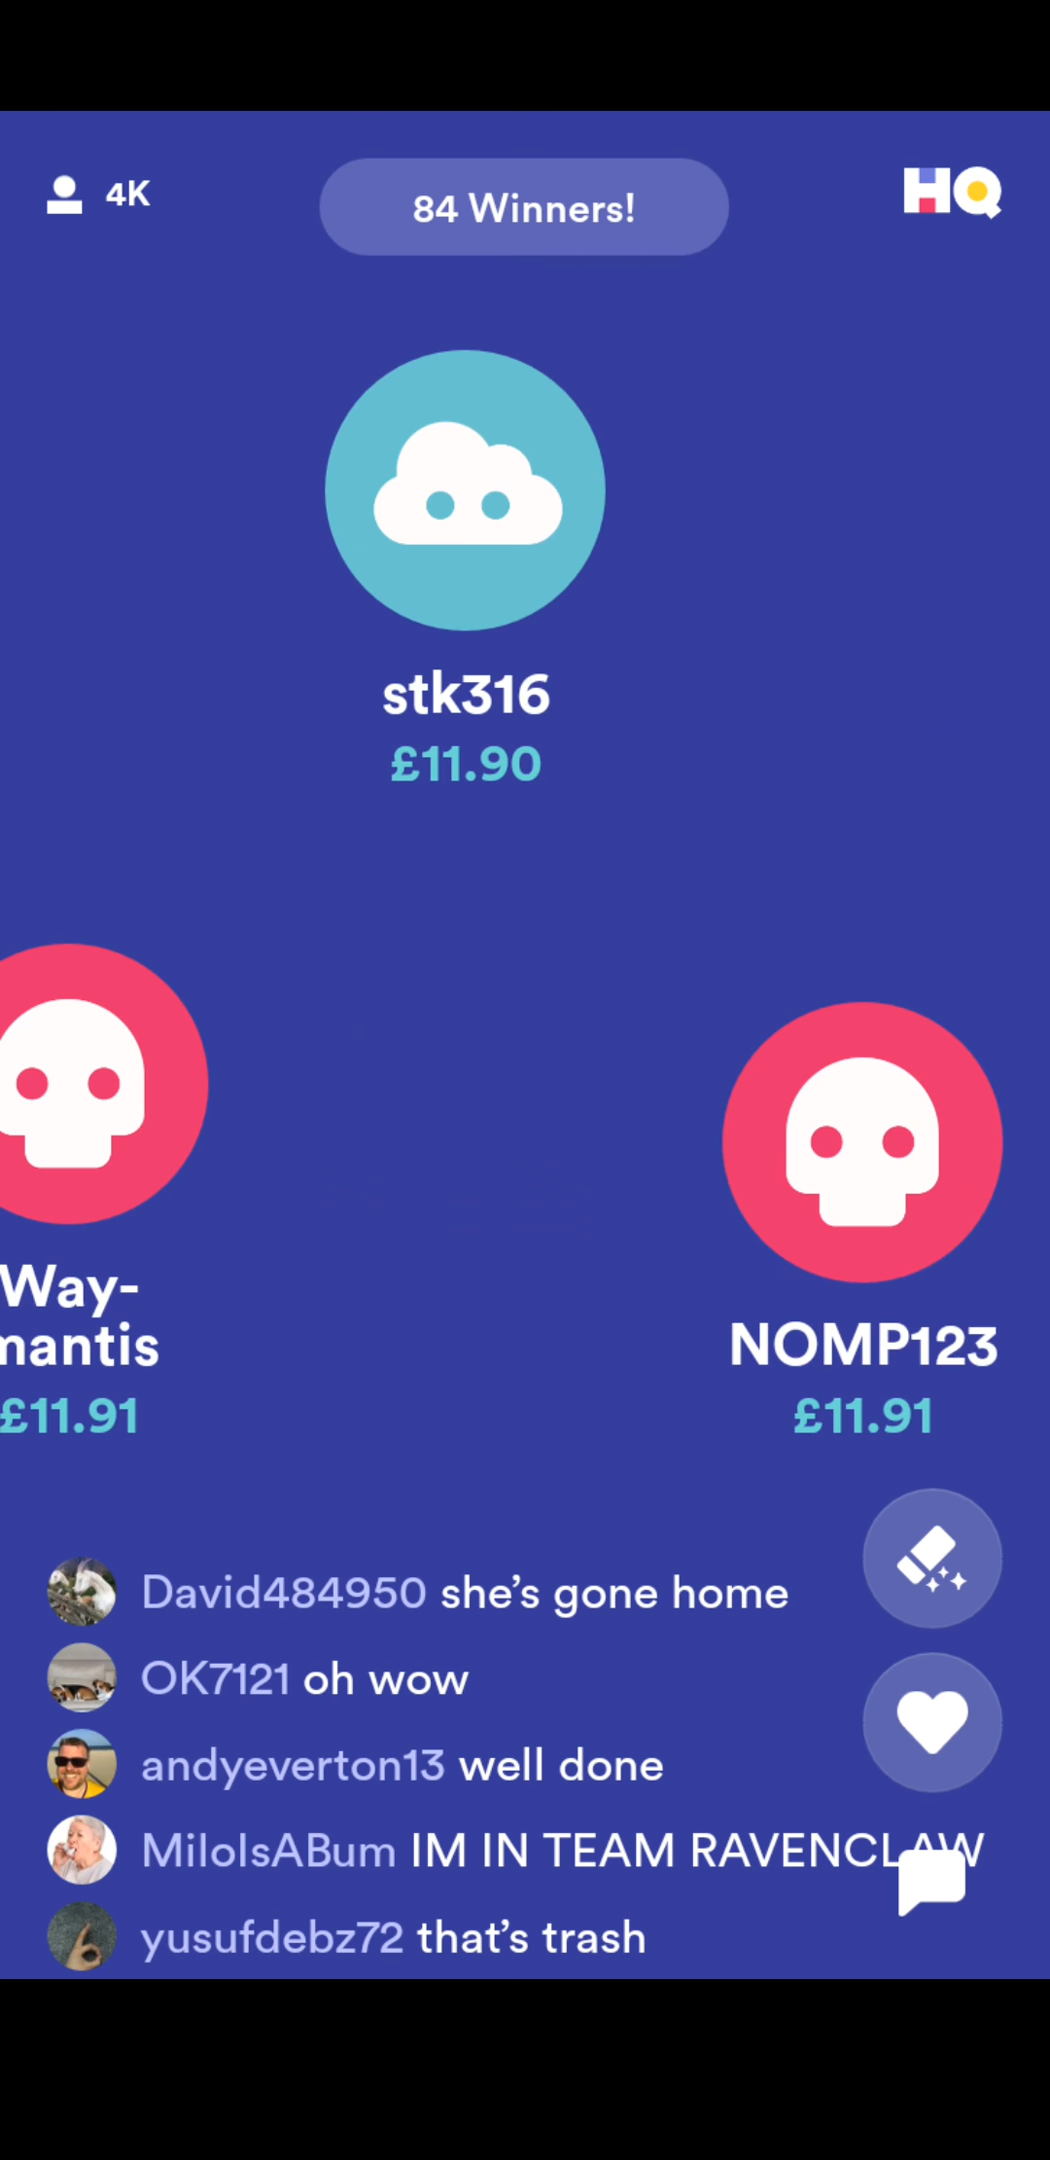 4K
84 Winners!
HQ
stk316
£11.90
Way-
mantis
£11.91
NOMP123
£11.91
David484950 she’s gone home
OK7121 oh wow
andyeverton13 well done
MiloIsABum IM IN TEAM RAVENCLAW
yusufdebz72 that’s trash